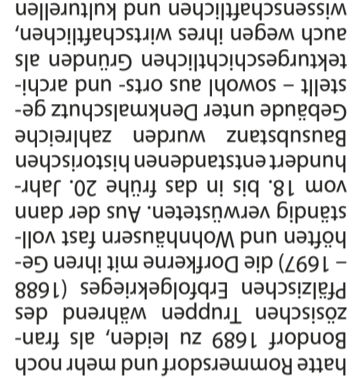 hatte Rommersdorf und mehr noch
Bondorf 1689 zu leiden, als fran-
zösischen Truppen während des
Pfälzischen Erbfolgekrieges (1688
– 1697) die Dorfkerne mit ihren Ge-
höften und Wohnhäusern fast voll-
ständig verwüsteten. Aus der dann
vom 18. bis in das frühe 20. Jahr-
hundert entstandenen historischen
Bausubstanz wurden zahlreiche
Gebäude unter Denkmalschutz ge-
stellt – sowohl aus orts- und archi-
tekturgeschichtlichen Gründen als
auch wegen ihres wirtschaftlichen,
wissenschaftlichen und kulturellen